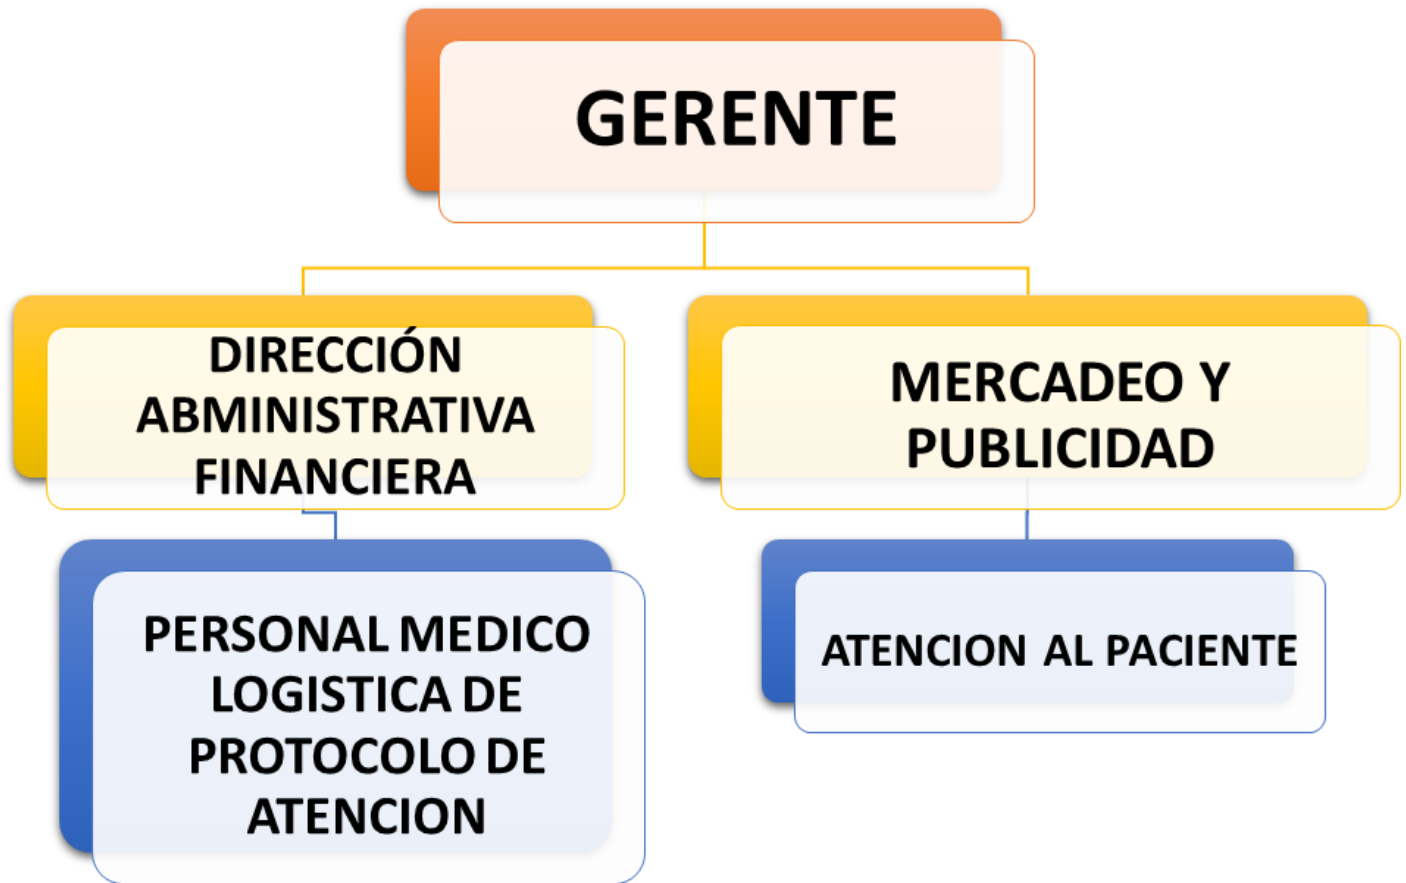 GERENTE
DIRECCIÓN
ABMINISTRATIVA
FINANCIERA
MERCADEO Y
PUBLICIDAD
PERSONAL MEDICO
LOGISTICA DE
PROTOCOLO DE
ATENCION
ATENCION AL PACIENTE